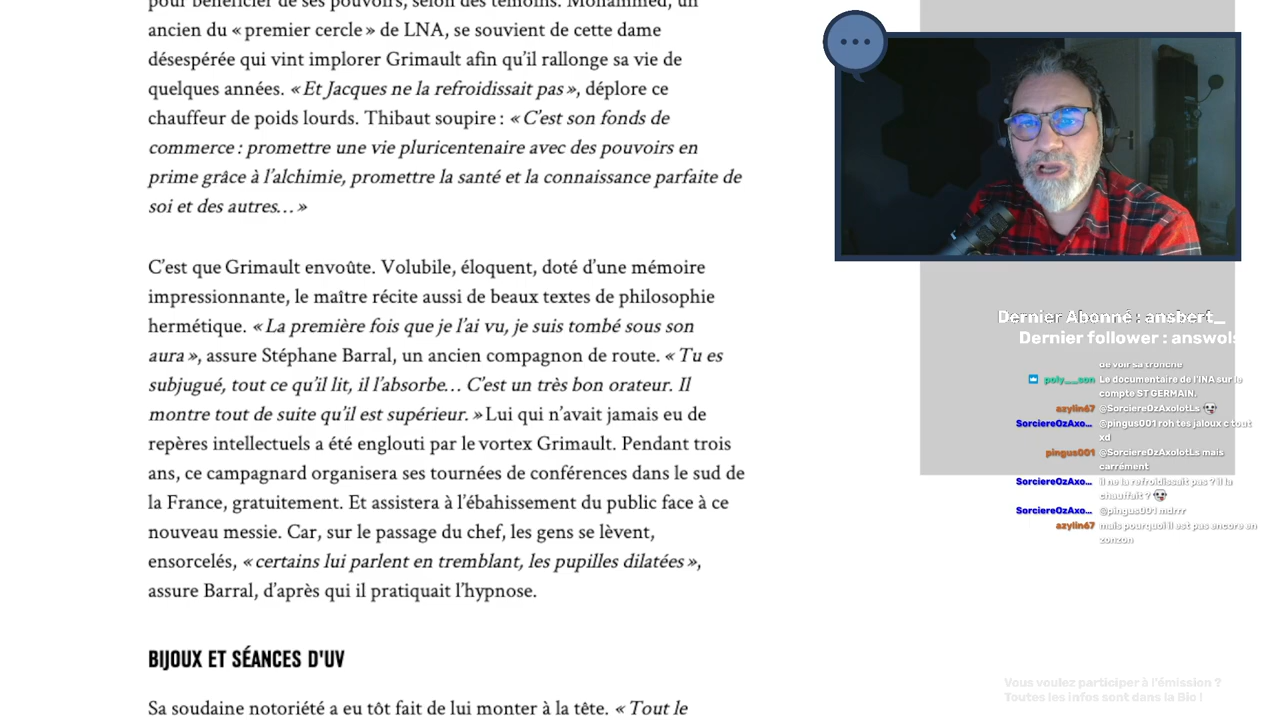 pour bénéficier de ses pouvoirs, selon des témoins. Mohammed, un
ancien du « premier cercle » de LNA, se souvient de cette dame
désespérée qui vint implorer Grimault afin qu’il rallonge sa vie de
quelques années. « Et Jacques ne la refroidissait pas », déplore ce
chauffeur de poids lourds. Thibaut soupire : « C’est son fonds de
commerce : promettre une vie pluricentenaire avec des pouvoirs en
prime grâce à l’alchimie, promettre la santé et la connaissance parfaite de
soi et des autres… »
C’est que Grimault envoûte. Volubile, éloquent, doté d’une mémoire
impressionnante, le maître récite aussi de beaux textes de philosophie
hermétique. « La première fois que je l’ai vu, je suis tombé sous son
aura », assure Stéphane Barral, un ancien compagnon de route. « Tu es
subjugué, tout ce qu’il lit, il l’absorbe… C’est un très bon orateur. Il
montre tout de suite qu’il est supérieur. » Lui qui n’avait jamais eu de
repères intellectuels a été englouti par le vortex Grimault. Pendant trois
ans, ce campagnard organisera ses tournées de conférences dans le sud de
la France, gratuitement. Et assistera à l’ébahissement du public face à ce
nouveau messie. Car, sur le passage du chef, les gens se lèvent,
ensorcelés, « certains lui parlent en tremblant, les pupilles dilatées »,
assure Barral, d’après qui il pratiquait l’hypnose.
BIJOUX ET SÉANCES D'UV
Sa soudaine notoriété a eu tôt fait de lui monter à la tête. « Tout le
Dernier Abonné : ansbert_
Dernier follower : answols
de voir sa tronche
poly__son Le documentaire de l'INA sur le
compte ST GERMAIN.
azylin67 @SorciereOzAxolotLs
SorciereOzAxo... @pingus001 roh tes jaloux c tout
xd
pingus001 @SorciereOzAxolotLs mais
carrément
SorciereOzAxo... il ne la refroidissait pas ? il la
chauffait ?
SorciereOzAxo... @pingus001 mdrrr
azylin67 mais pourquoi il est pas encore en
zonzon
Vous voulez participer à l'émission ?
Toutes les infos sont dans la Bio !